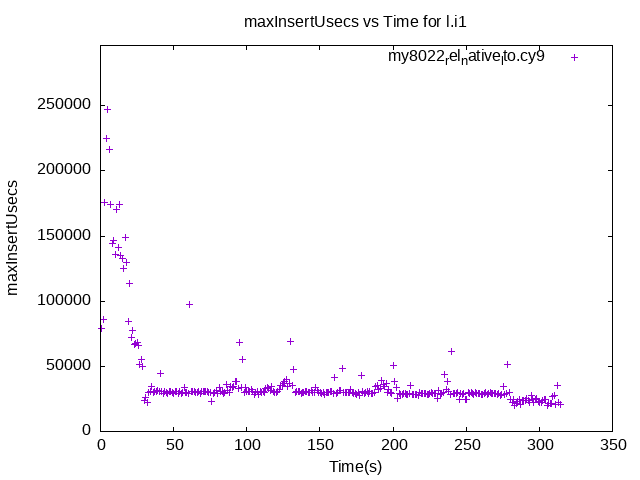 maxInsertUsecs vs Time for l.i1
my8022relnativelto.cy9
maxInsertUsecs
250000
200000
150000
100000
50000
0
0 50 100 150 200 250 300 350
Time(s)